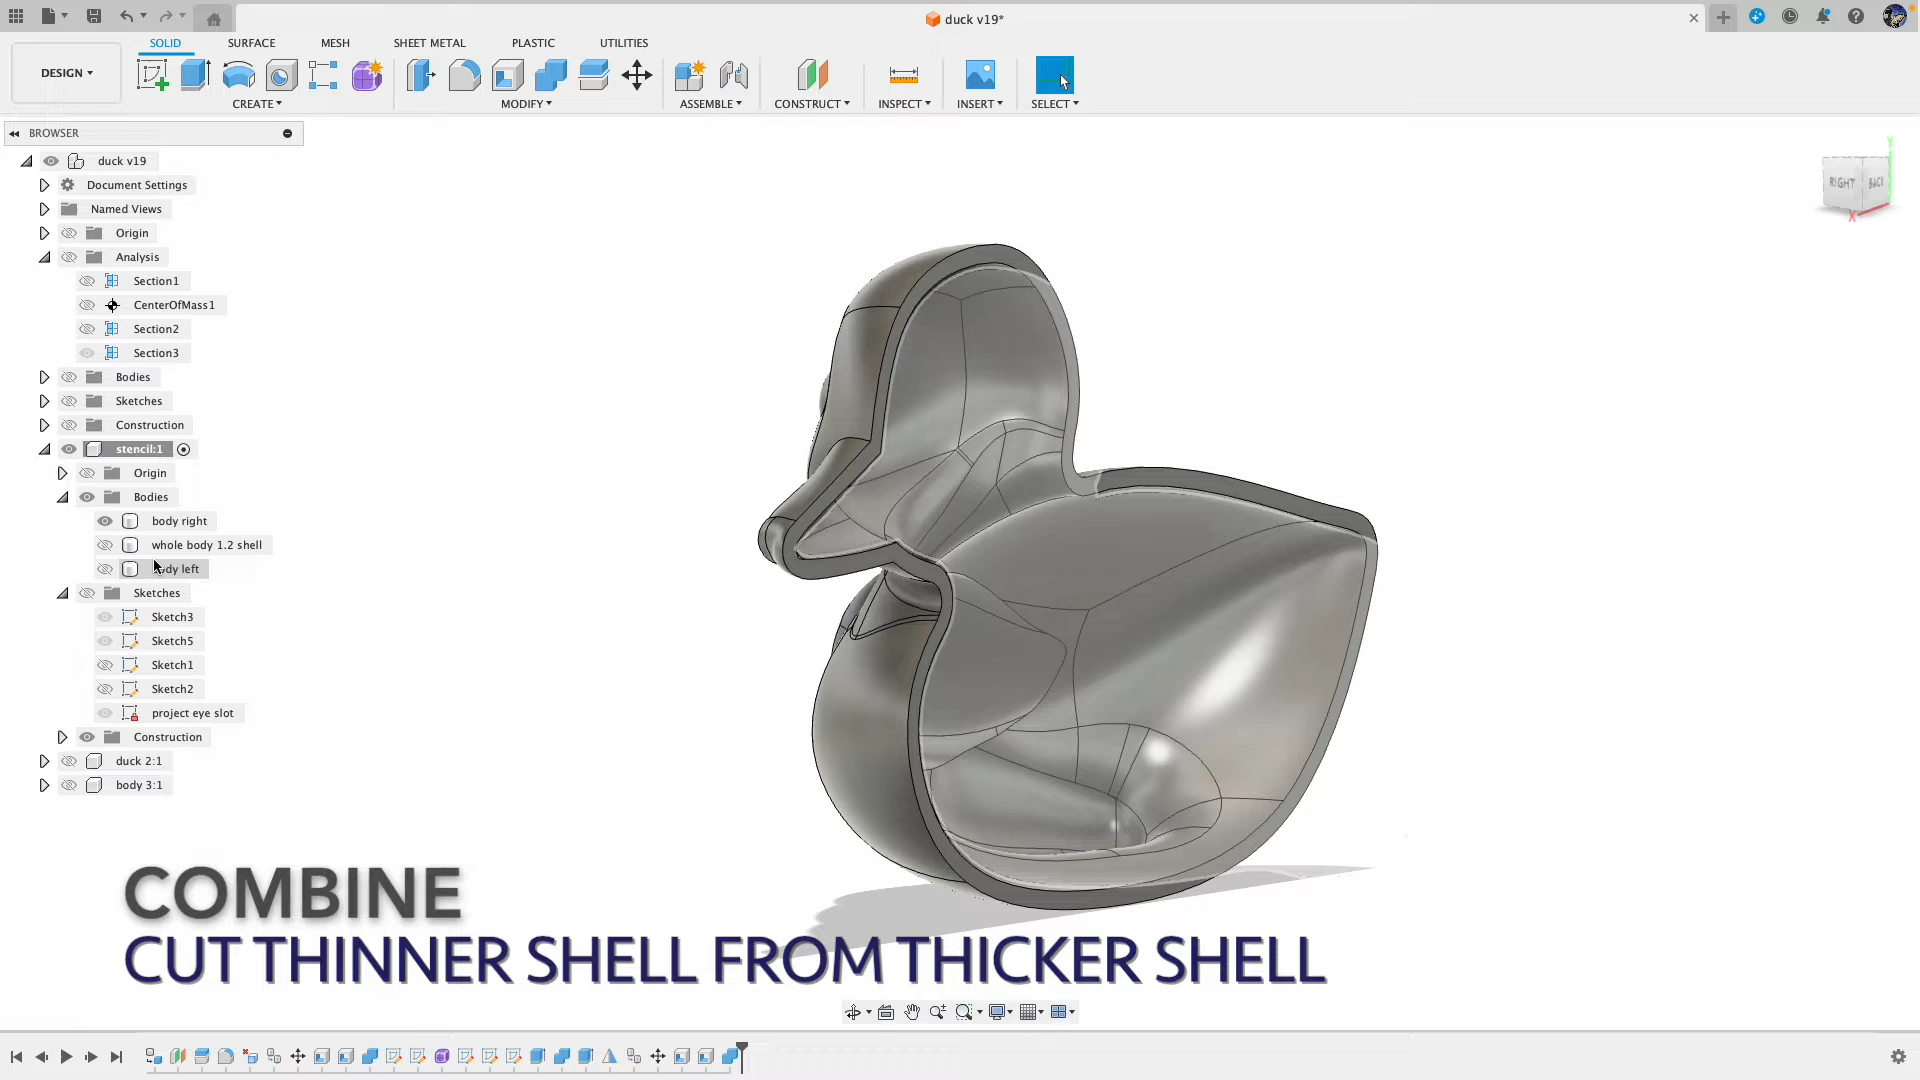 duck v19*
SOLID SURFACE MESH SHEET METAL PLASTIC UTILITIES
DESIGN
CREATE MODIFY ASSEMBLE CONSTRUCT INSPECT INSERT SELECT
BROWSER
duck v19
Document Settings
Named Views
Origin
Analysis
Section1
CenterOfMass1
Section2
Section3
Bodies
Sketches
Construction
stencil:1
Origin
Bodies
body right
whole body 1.2 shell
dy left
Sketches
Sketch3
Sketch5
Sketch1
Sketch2
project eye slot
Construction
duck 2:1
body 3:1
Y
RIGHT BACK
X
COMBINE
CUT THINNER SHELL FROM THICKER SHELL